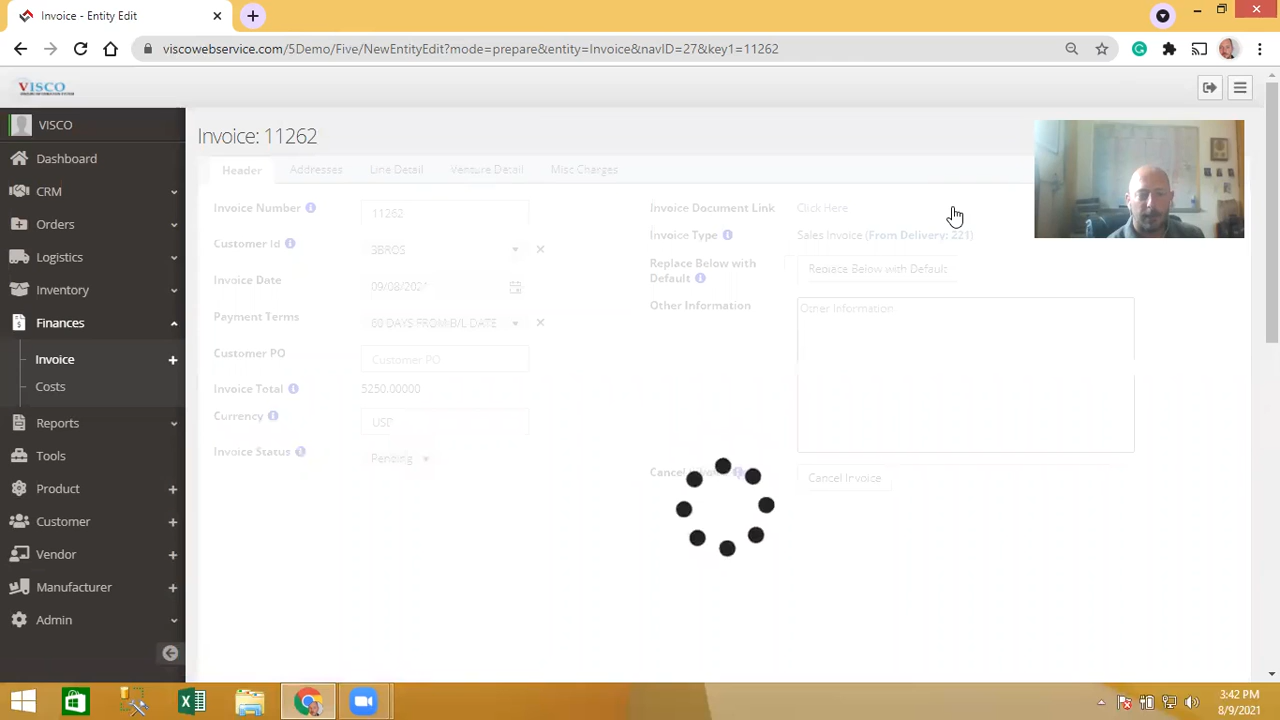 Invoice - Entity Edit
viscowebservice.com/5Demo/Five/NewEntityEdit?mode=prepare&entity=Invoice&navID=27&key1=11262
VISCO
VISCO
Dashboard
CRM
Orders
Logistics
Inventory
Finances
Invoice
Costs
Reports
Tools
Product
Customer
Vendor
Manufacturer
Admin
Invoice: 11262
Header Addresses Line Detail Venture Detail Misc Charges
Invoice Number 11262
Customer Id 3BROS
Invoice Date 09/08/2021
Payment Terms 60 DAYS FROM B/L DATE
Customer PO Customer PO
Invoice Total 5250.00000
Currency USD
Invoice Status Pending
Invoice Document Link Click Here
Invoice Type Sales Invoice (From Delivery: 221)
Replace Below with Default Replace Below with Default
Other Information Other Information
Cancel Cancel Invoice
3:42 PM
8/9/2021